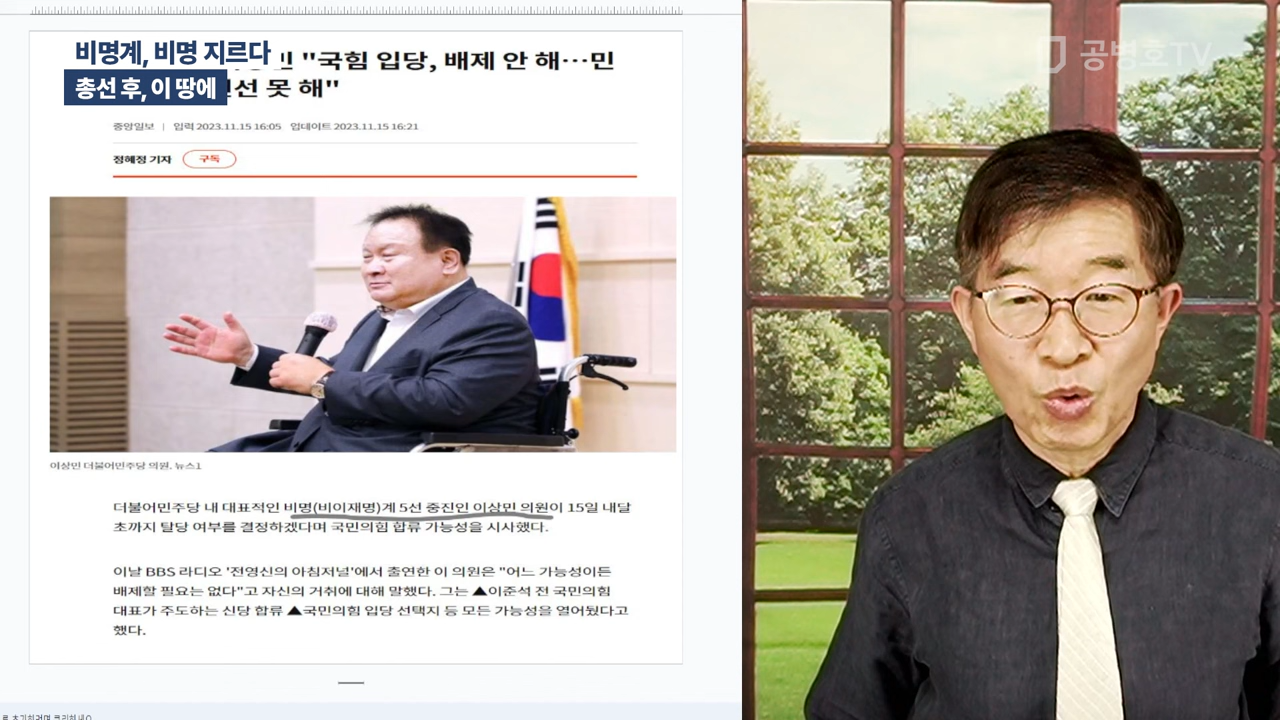 비명계, 비명 지르다
총선 후, 이 땅에
"국힘 입당, 배제 안 해…민
못 해"
중앙일보 | 입력 2023.11.15 16:05 업데이트 2023.11.15 16:21
정혜정 기자 구독
이상민 더불어민주당 의원. 뉴스1
더불어민주당 내 대표적인 비명(비이재명)계 5선 중진인 이상민 의원이 15일 내달
초까지 탈당 여부를 결정하겠다며 국민의힘 합류 가능성을 시사했다.
이날 BBS 라디오 '전영신의 아침저널'에서 출연한 이 의원은 "어느 가능성이든
배제할 필요는 없다"고 자신의 거취에 대해 말했다. 그는 ▲이준석 전 국민의힘
대표가 주도하는 신당 합류 ▲국민의힘 입당 선택지 등 모든 가능성을 열어뒀다고
했다.
공병호TV